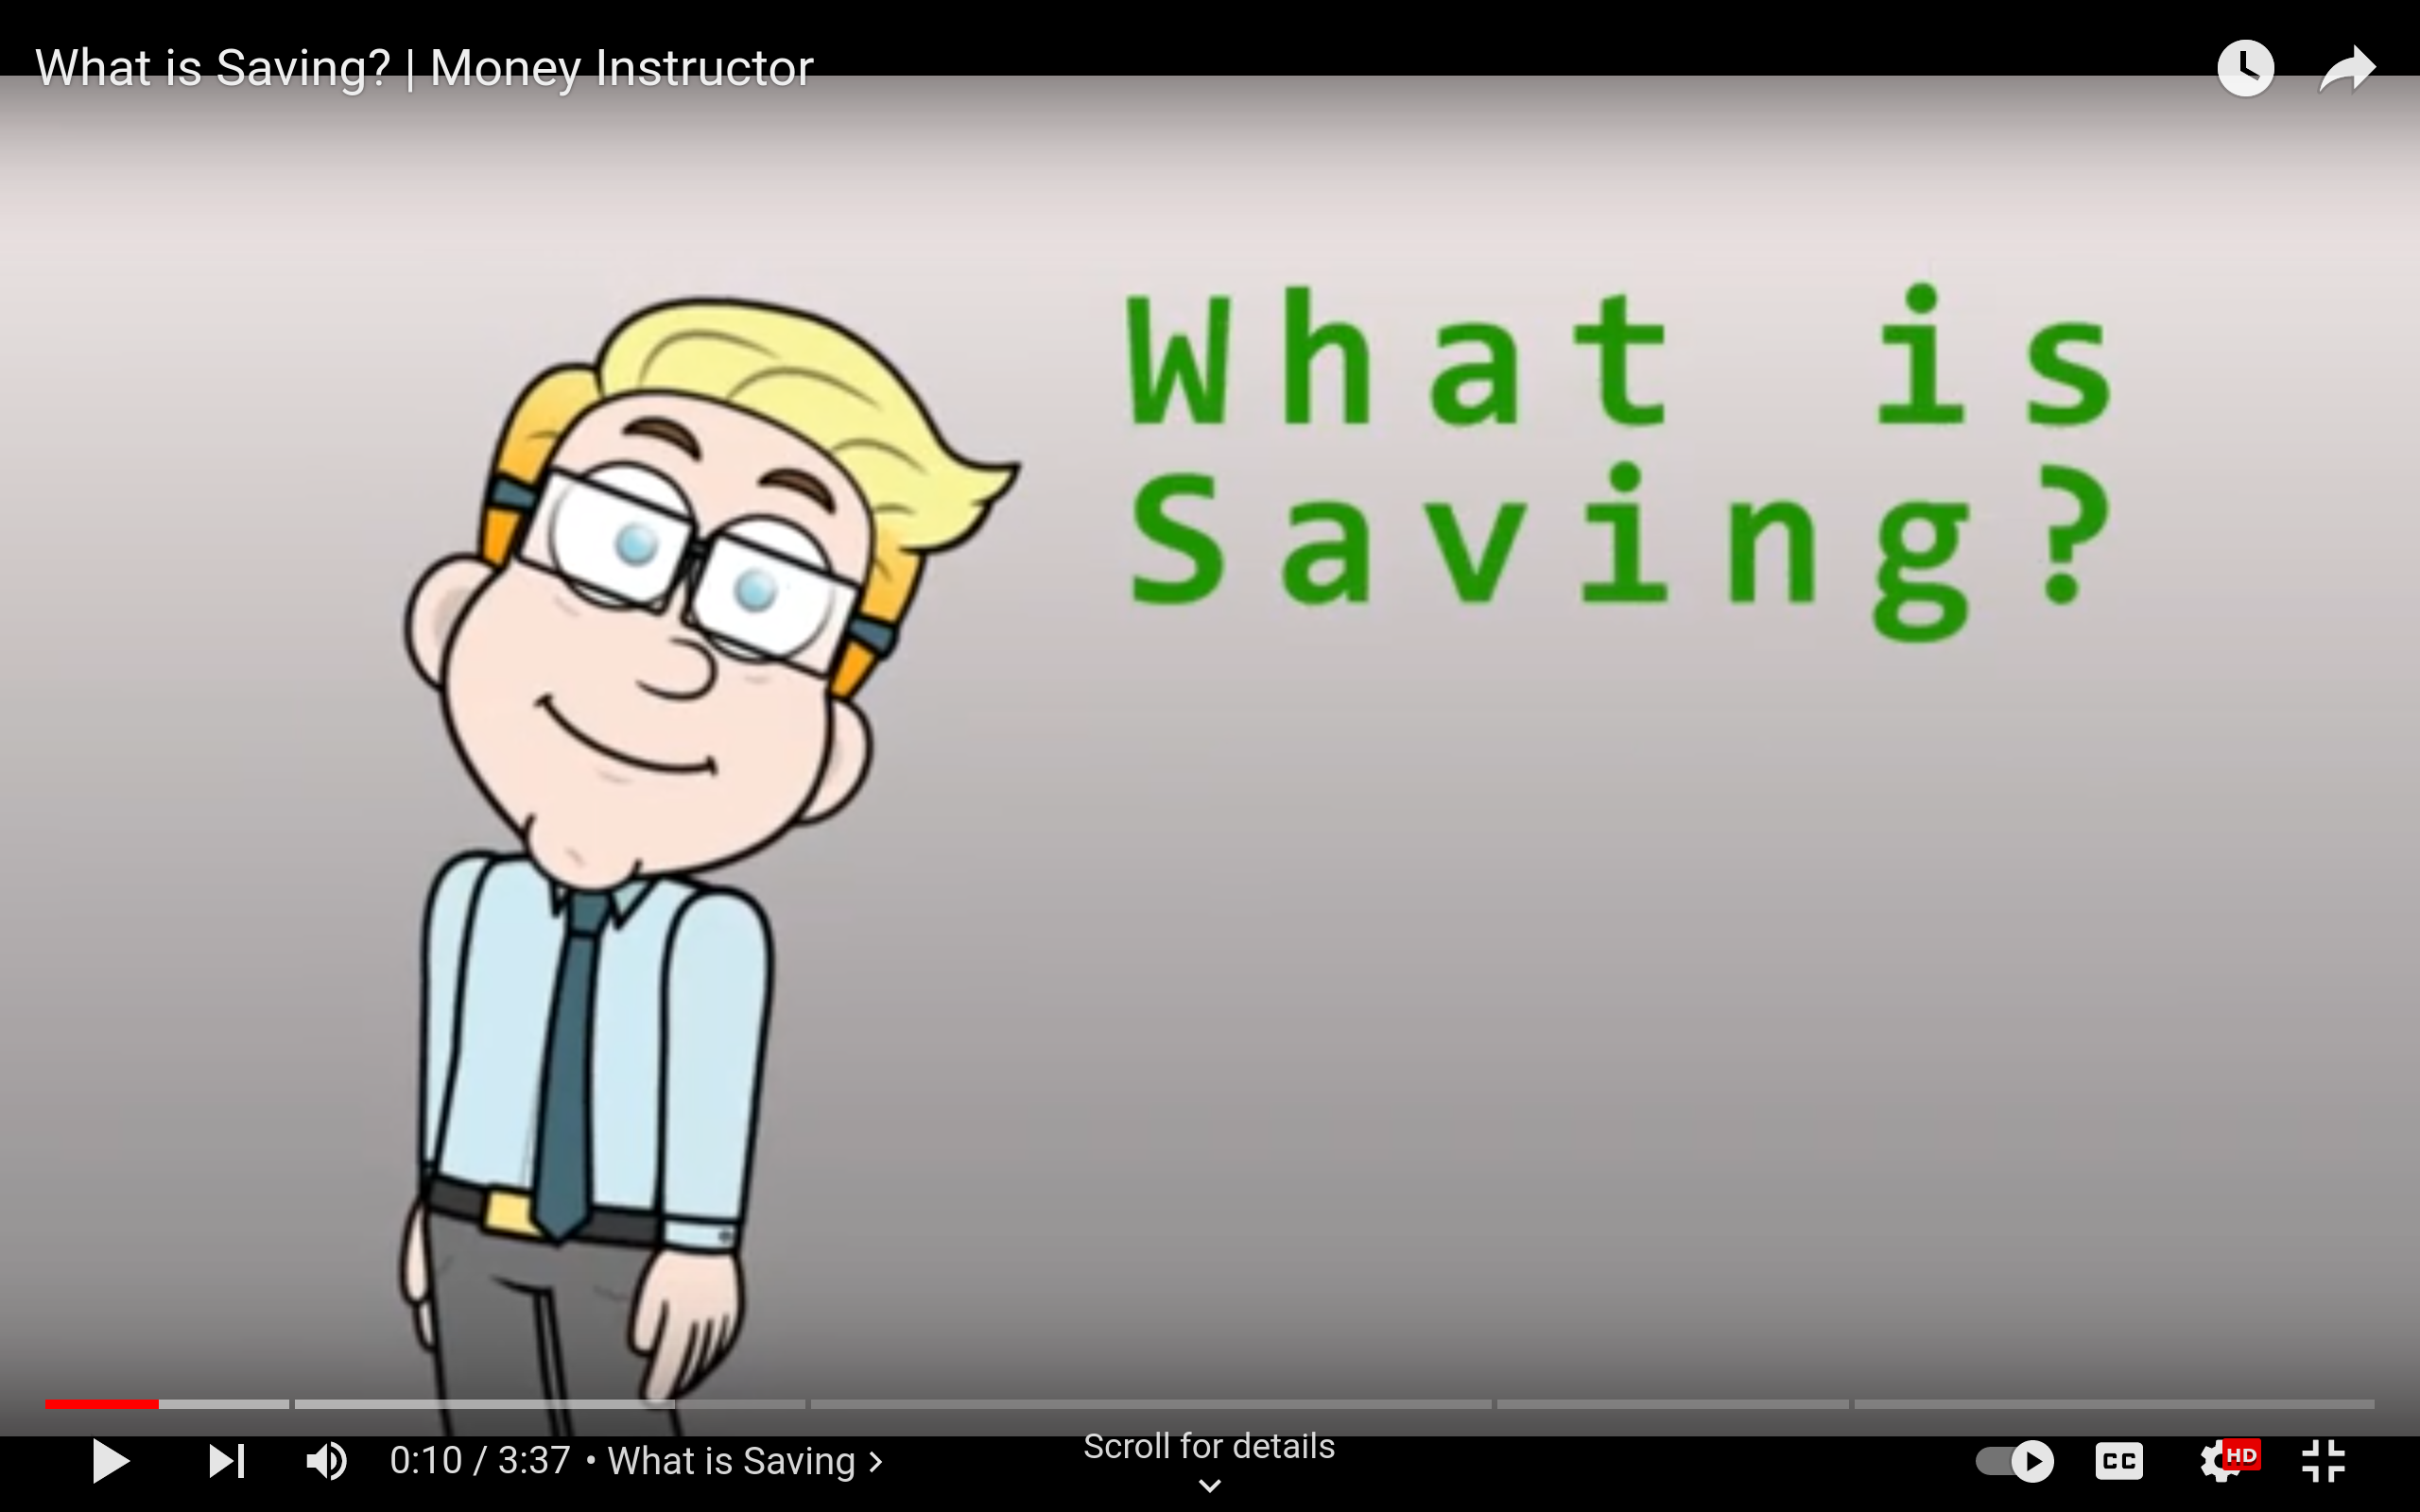 What is Saving? | Money Instructor
What is
Saving?
Scroll for details
0:10 / 3:37 • What is Saving >
CC
HD